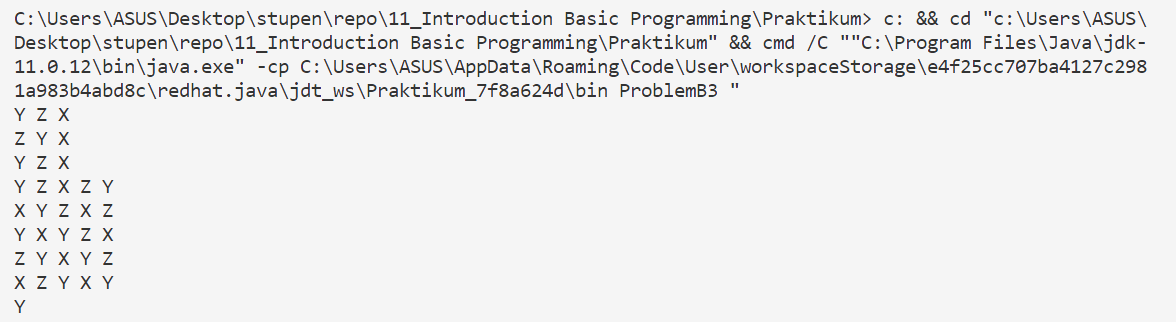 C:\Users\ASUS\Desktop\stupen\repo\11_Introduction Basic Programming\Praktikum> c: && cd "c:\Users\ASUS\
Desktop\stupen\repo\11_Introduction Basic Programming\Praktikum" && cmd /C ""C:\Program Files\Java\jdk-
11.0.12\bin\java.exe" -cp C:\Users\ASUS\AppData\Roaming\Code\User\workspaceStorage\e4f25cc707ba4127c298
1a983b4abd8c\redhat.java\jdt_ws\Praktikum_7f8a624d\bin ProblemB3 "
Y Z X
Z Y X
Y Z X
Y Z X Z Y
X Y Z X Z
Y X Y Z X
Z Y X Y Z
X Z Y X Y
Y